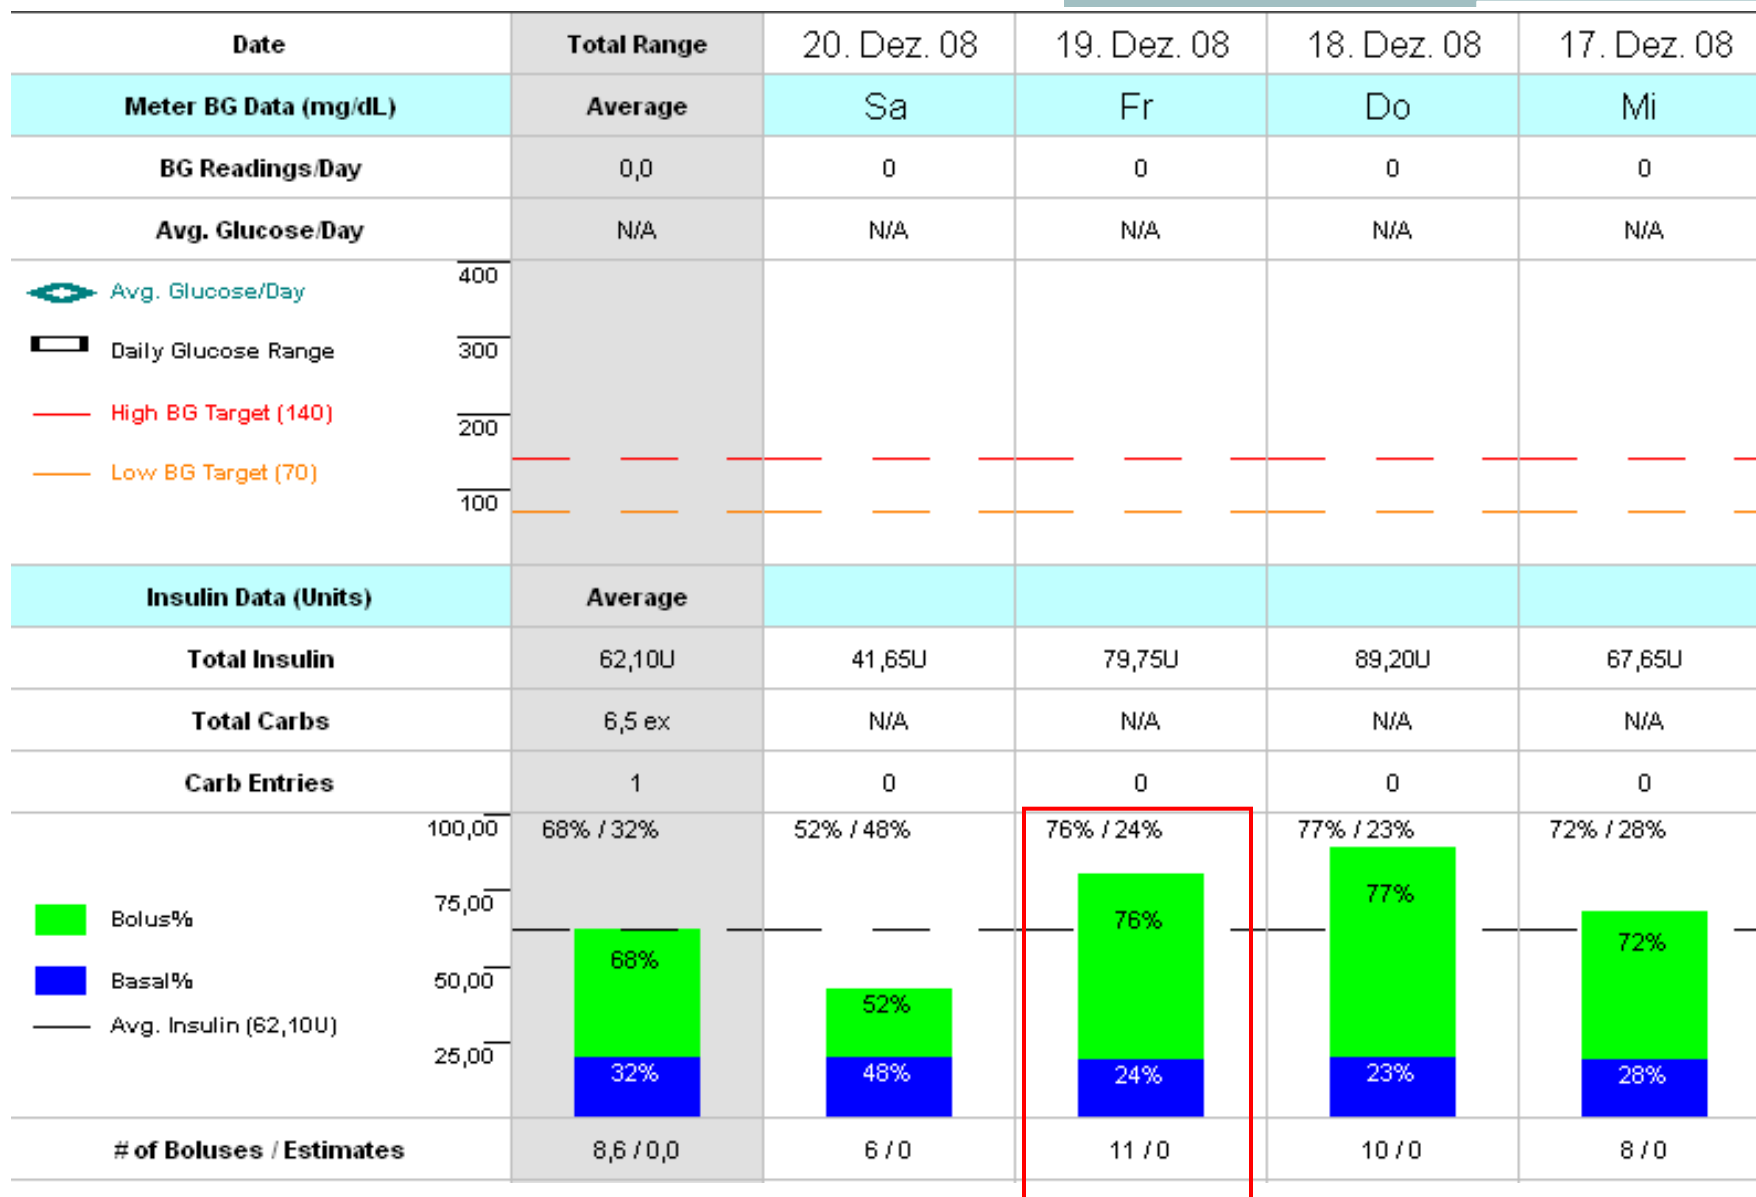 Date Total Range 20. Dez. 08 19. Dez. 08 18. Dez. 08 17. Dez. 08
Meter BG Data (mg/dL) Average Sa Fr Do Mi
BG Readings/Day 0,0 0 0 0 0
Avg. Glucose/Day N/A N/A N/A N/A N/A
400
Avg. Glucose/Day
300
Daily Glucose Range
High BG Target (140)
200
Low BG Target (70)
100
Insulin Data (Units) Average
Total Insulin 62,10U 41,65U 79,75U 89,20U 67,65U
Total Carbs 6,5 ex N/A N/A N/A N/A
Carb Entries 1 0 0 0 0
100,00 68% / 32% 52% / 48% 76% / 24% 77% / 23% 72% / 28%
75,00 77%
Bolus% 76%
68% 72%
50,00
Basal% 52%
Avg. Insulin (62,10U)
25,00
32% 48% 24% 23% 28%
# of Boluses / Estimates 8,6 / 0,0 6 / 0 11 / 0 10 / 0 8 / 0